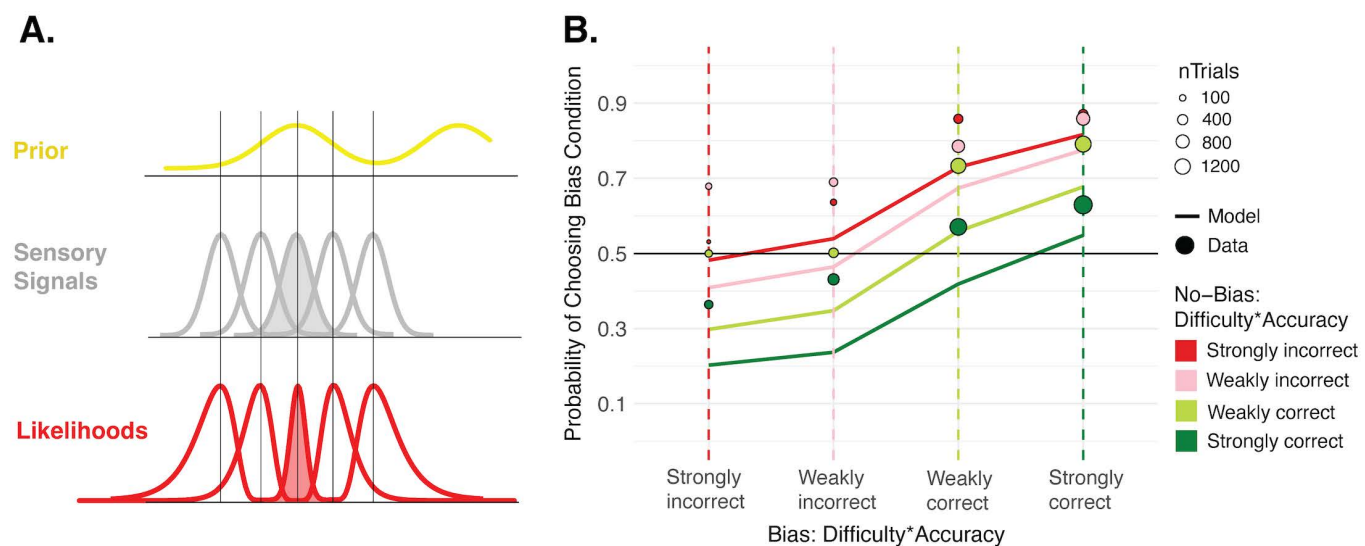 A.
Prior
Sensory
Signals
Likelihoods
B.
Probability of Choosing Bias Condition
0.9
0.7
0.5
0.3
0.1
Strongly
incorrect
Weakly
incorrect
Weakly
correct
Strongly
correct
Bias: Difficulty*Accuracy
nTrials
100
400
800
1200
Model
Data
No−Bias:
Difficulty*Accuracy
Strongly incorrect
Weakly incorrect
Weakly correct
Strongly correct